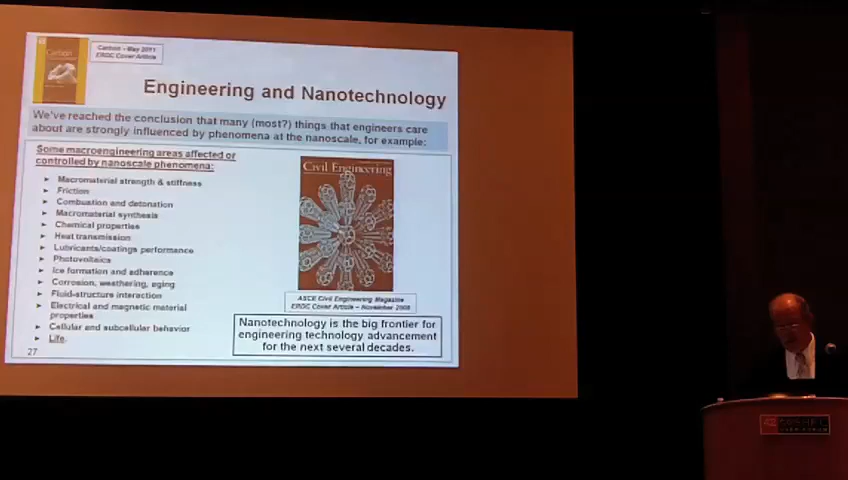 Carbon
Carbon - May 2011
ERDC Cover Article
Engineering and Nanotechnology
We've reached the conclusion that many (most?) things that engineers care
about are strongly influenced by phenomena at the nanoscale, for example:
Some macroengineering areas affected or
controlled by nanoscale phenomena:
Macromaterial strength & stiffness
Friction
Combustion and detonation
Macromaterial synthesis
Chemical properties
Heat transmission
Lubricants/coatings performance
Photovoltaics
Ice formation and adherence
Corrosion, weathering, aging
Fluid-structure interaction
Electrical and magnetic material
properties
Cellular and subcellular behavior
Life.
27
Civil Engineering
ASCE Civil Engineering Magazine
ERDC Cover Article – November 2008
Nanotechnology is the big frontier for
engineering technology advancement
for the next several decades.